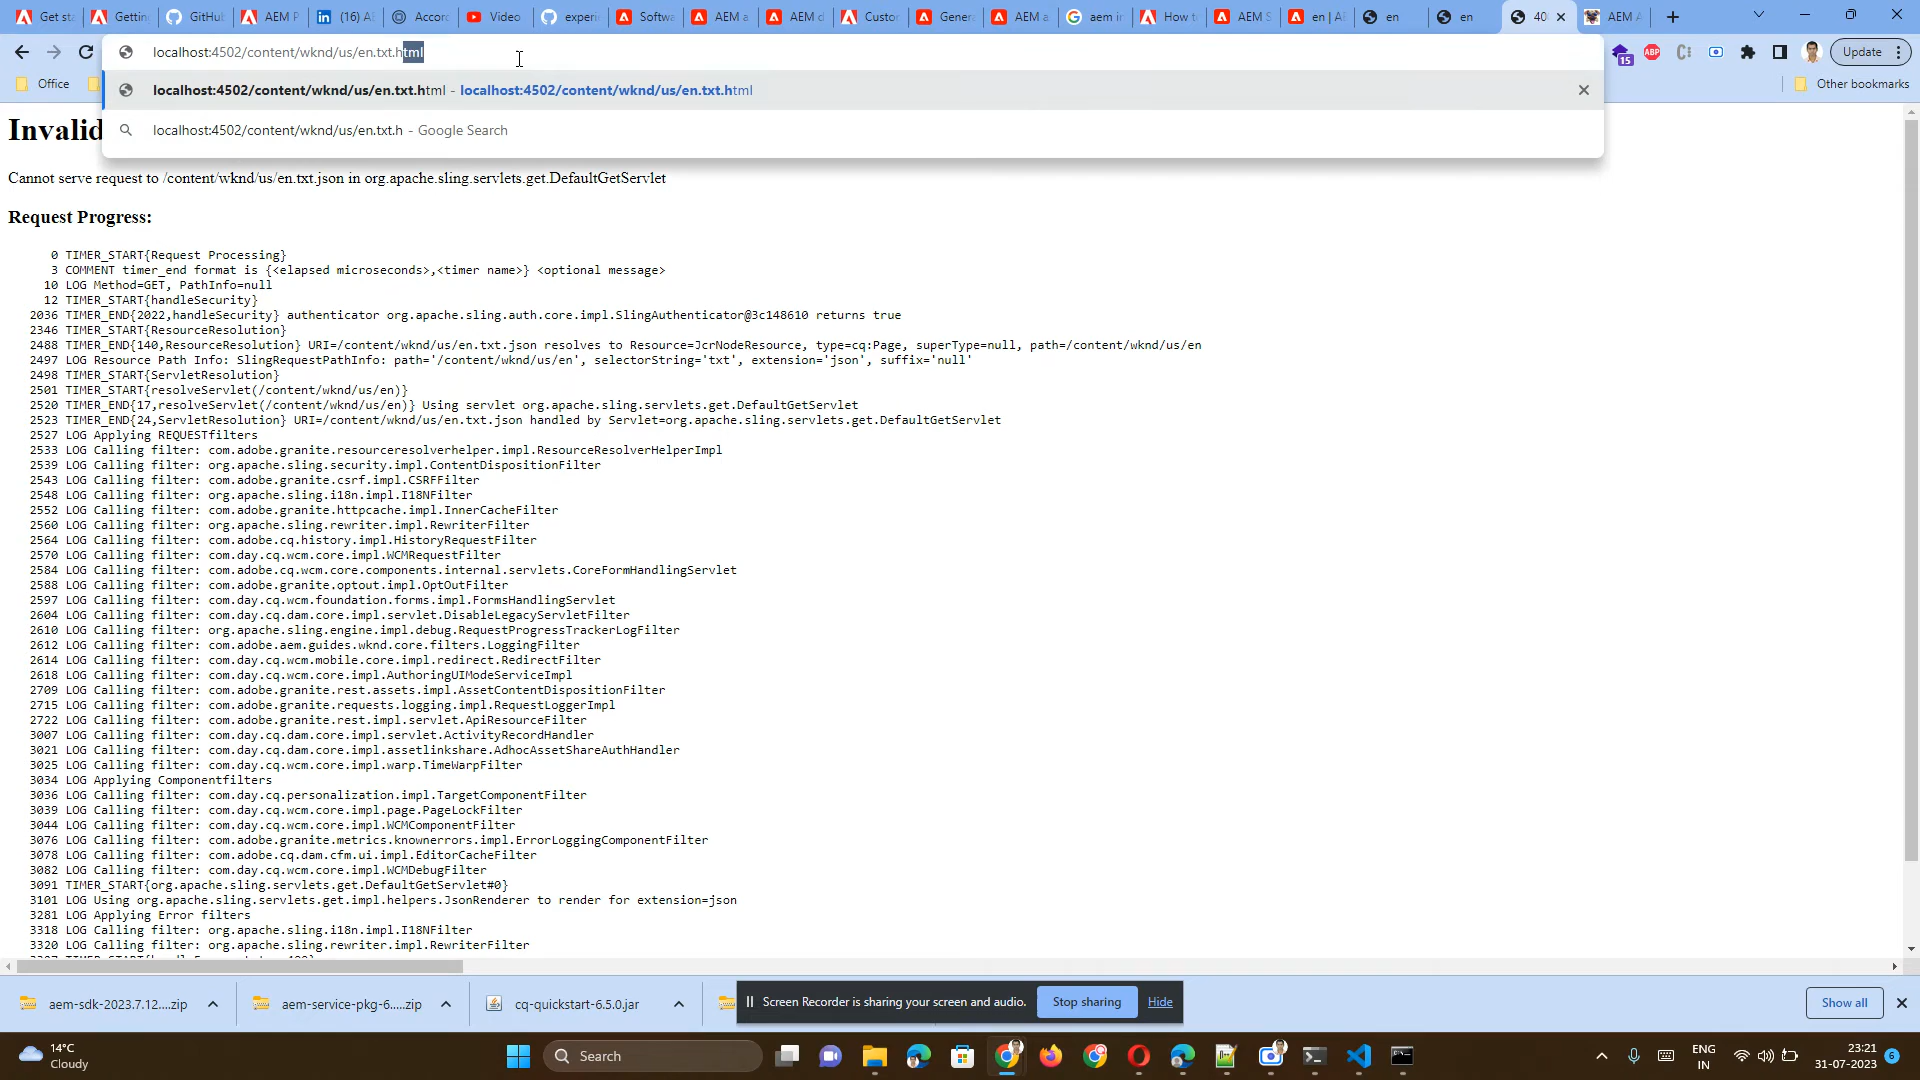 Get st
Gettin
GitHu
AEM P
(16) A
Accor
Video
experi
Softwa
AEM a
AEM d
Custor
Genera
AEM a
aem ir
How t
AEM S
en | A
en
en
40
AEM A
localhost:4502/content/wknd/us/en.txt.html
15
Update
Office
Other bookmarks
localhost:4502/content/wknd/us/en.txt.html - localhost:4502/content/wknd/us/en.txt.html
localhost:4502/content/wknd/us/en.txt.h - Google Search
Invalid
Cannot serve request to /content/wknd/us/en.txt.json in org.apache.sling.servlets.get.DefaultGetServlet
Request Progress:
0 TIMER_START{Request Processing}
3 COMMENT timer_end format is {<elapsed microseconds>,<timer name>} <optional message>
10 LOG Method=GET, PathInfo=null
12 TIMER_START{handleSecurity}
2036 TIMER_END{2022,handleSecurity} authenticator org.apache.sling.auth.core.impl.SlingAuthenticator@3c148610 returns true
2346 TIMER_START{ResourceResolution}
2488 TIMER_END{140,ResourceResolution} URI=/content/wknd/us/en.txt.json resolves to Resource=JcrNodeResource, type=cq:Page, superType=null, path=/content/wknd/us/en
2497 LOG Resource Path Info: SlingRequestPathInfo: path='/content/wknd/us/en', selectorString='txt', extension='json', suffix='null'
2498 TIMER_START{ServletResolution}
2501 TIMER_START{resolveServlet(/content/wknd/us/en)}
2520 TIMER_END{17,resolveServlet(/content/wknd/us/en)} Using servlet org.apache.sling.servlets.get.DefaultGetServlet
2523 TIMER_END{24,ServletResolution} URI=/content/wknd/us/en.txt.json handled by Servlet=org.apache.sling.servlets.get.DefaultGetServlet
2527 LOG Applying REQUESTfilters
2533 LOG Calling filter: com.adobe.granite.resourceresolverhelper.impl.ResourceResolverHelperImpl
2539 LOG Calling filter: org.apache.sling.security.impl.ContentDispositionFilter
2543 LOG Calling filter: com.adobe.granite.csrf.impl.CSRFFilter
2548 LOG Calling filter: org.apache.sling.i18n.impl.I18NFilter
2552 LOG Calling filter: com.adobe.granite.httpcache.impl.InnerCacheFilter
2560 LOG Calling filter: org.apache.sling.rewriter.impl.RewriterFilter
2564 LOG Calling filter: com.adobe.cq.history.impl.HistoryRequestFilter
2570 LOG Calling filter: com.day.cq.wcm.core.impl.WCMRequestFilter
2584 LOG Calling filter: com.adobe.cq.wcm.core.components.internal.servlets.CoreFormHandlingServlet
2588 LOG Calling filter: com.adobe.granite.optout.impl.OptOutFilter
2597 LOG Calling filter: com.day.cq.wcm.foundation.forms.impl.FormsHandlingServlet
2604 LOG Calling filter: com.day.cq.dam.core.impl.servlet.DisableLegacyServletFilter
2610 LOG Calling filter: org.apache.sling.engine.impl.debug.RequestProgressTrackerLogFilter
2612 LOG Calling filter: com.adobe.aem.guides.wknd.core.filters.LoggingFilter
2614 LOG Calling filter: com.day.cq.wcm.mobile.core.impl.redirect.RedirectFilter
2618 LOG Calling filter: com.day.cq.wcm.core.impl.AuthoringUIModeServiceImpl
2709 LOG Calling filter: com.adobe.granite.rest.assets.impl.AssetContentDispositionFilter
2715 LOG Calling filter: com.adobe.granite.requests.logging.impl.RequestLoggerImpl
2722 LOG Calling filter: com.adobe.granite.rest.impl.servlet.ApiResourceFilter
3007 LOG Calling filter: com.day.cq.dam.core.impl.servlet.ActivityRecordHandler
3021 LOG Calling filter: com.day.cq.dam.core.impl.assetlinkshare.AdhocAssetShareAuthHandler
3025 LOG Calling filter: com.day.cq.wcm.core.impl.warp.TimeWarpFilter
3034 LOG Applying Componentfilters
3036 LOG Calling filter: com.day.cq.personalization.impl.TargetComponentFilter
3039 LOG Calling filter: com.day.cq.wcm.core.impl.page.PageLockFilter
3044 LOG Calling filter: com.day.cq.wcm.core.impl.WCMComponentFilter
3076 LOG Calling filter: com.adobe.granite.metrics.knownerrors.impl.ErrorLoggingComponentFilter
3078 LOG Calling filter: com.adobe.cq.dam.cfm.ui.impl.EditorCacheFilter
3082 LOG Calling filter: com.day.cq.wcm.core.impl.WCMDebugFilter
3091 TIMER_START{org.apache.sling.servlets.get.DefaultGetServlet#0}
3101 LOG Using org.apache.sling.servlets.get.impl.helpers.JsonRenderer to render for extension=json
3281 LOG Applying Error filters
3318 LOG Calling filter: org.apache.sling.i18n.impl.I18NFilter
3320 LOG Calling filter: org.apache.sling.rewriter.impl.RewriterFilter
aem-sdk-2023.7.12....zip
aem-service-pkg-6.....zip
cq-quickstart-6.5.0.jar
Screen Recorder is sharing your screen and audio.
Stop sharing
Hide
Show all
14°C
Cloudy
Search
ENG
IN
23:21
31-07-2023
6